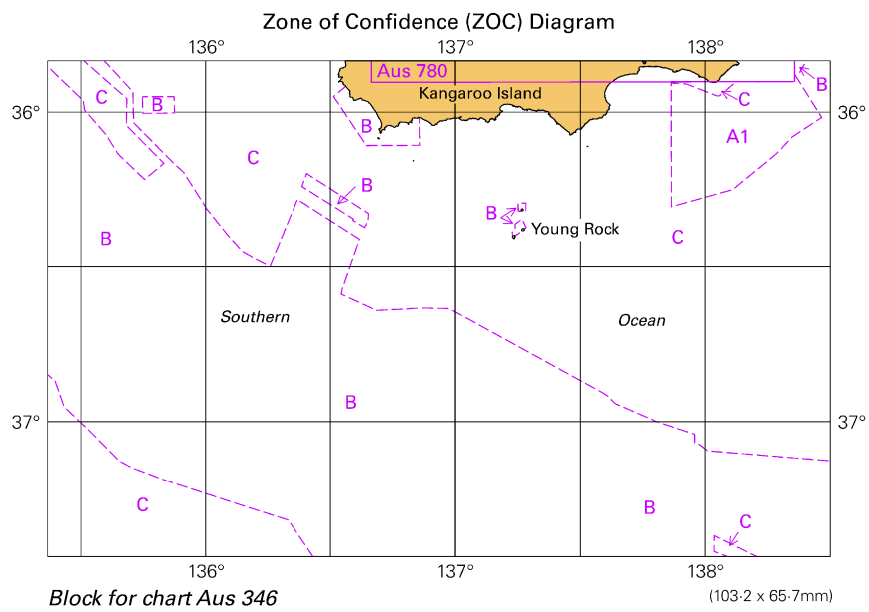 Zone of Confidence (ZOC) Diagram
136° 137° 138°
Aus 780
B
C B
Kangaroo Island
C
36° 36°
B
A1
C
B
B
Young Rock
B
C
Southern
Ocean
B
37° 37°
C
B
C
136° 137° 138°
Block for chart Aus 346
(103·2 x 65·7mm)